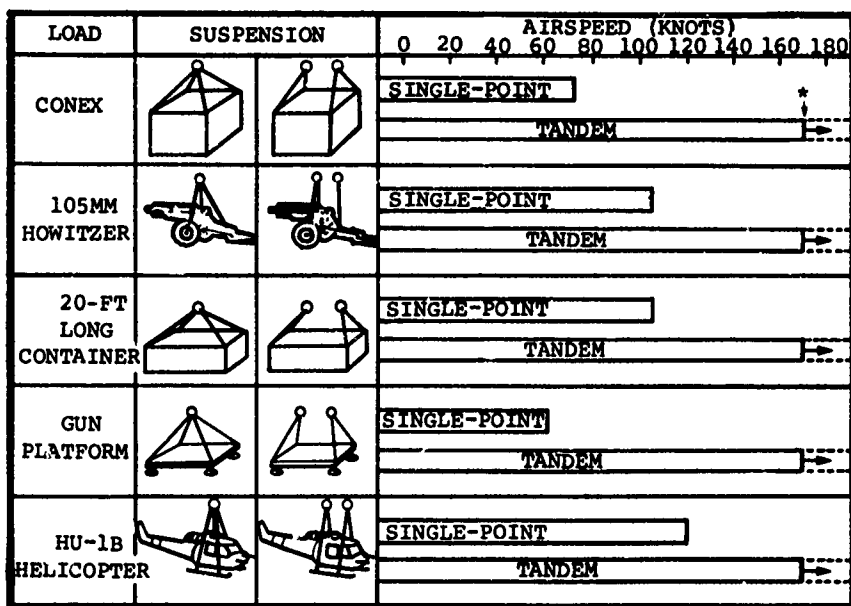 LOAD SUSPENSION AIRSPEED (KNOTS)
0 20 40 60 80 100 120 140 160 180
CONEX
SINGLE-POINT
*
TANDEM
105MM
HOWITZER
SINGLE-POINT
TANDEM
20-FT
LONG
CONTAINER
SINGLE-POINT
TANDEM
GUN
PLATFORM
SINGLE-POINT
TANDEM
HU-1B
HELICOPTER
SINGLE-POINT
TANDEM